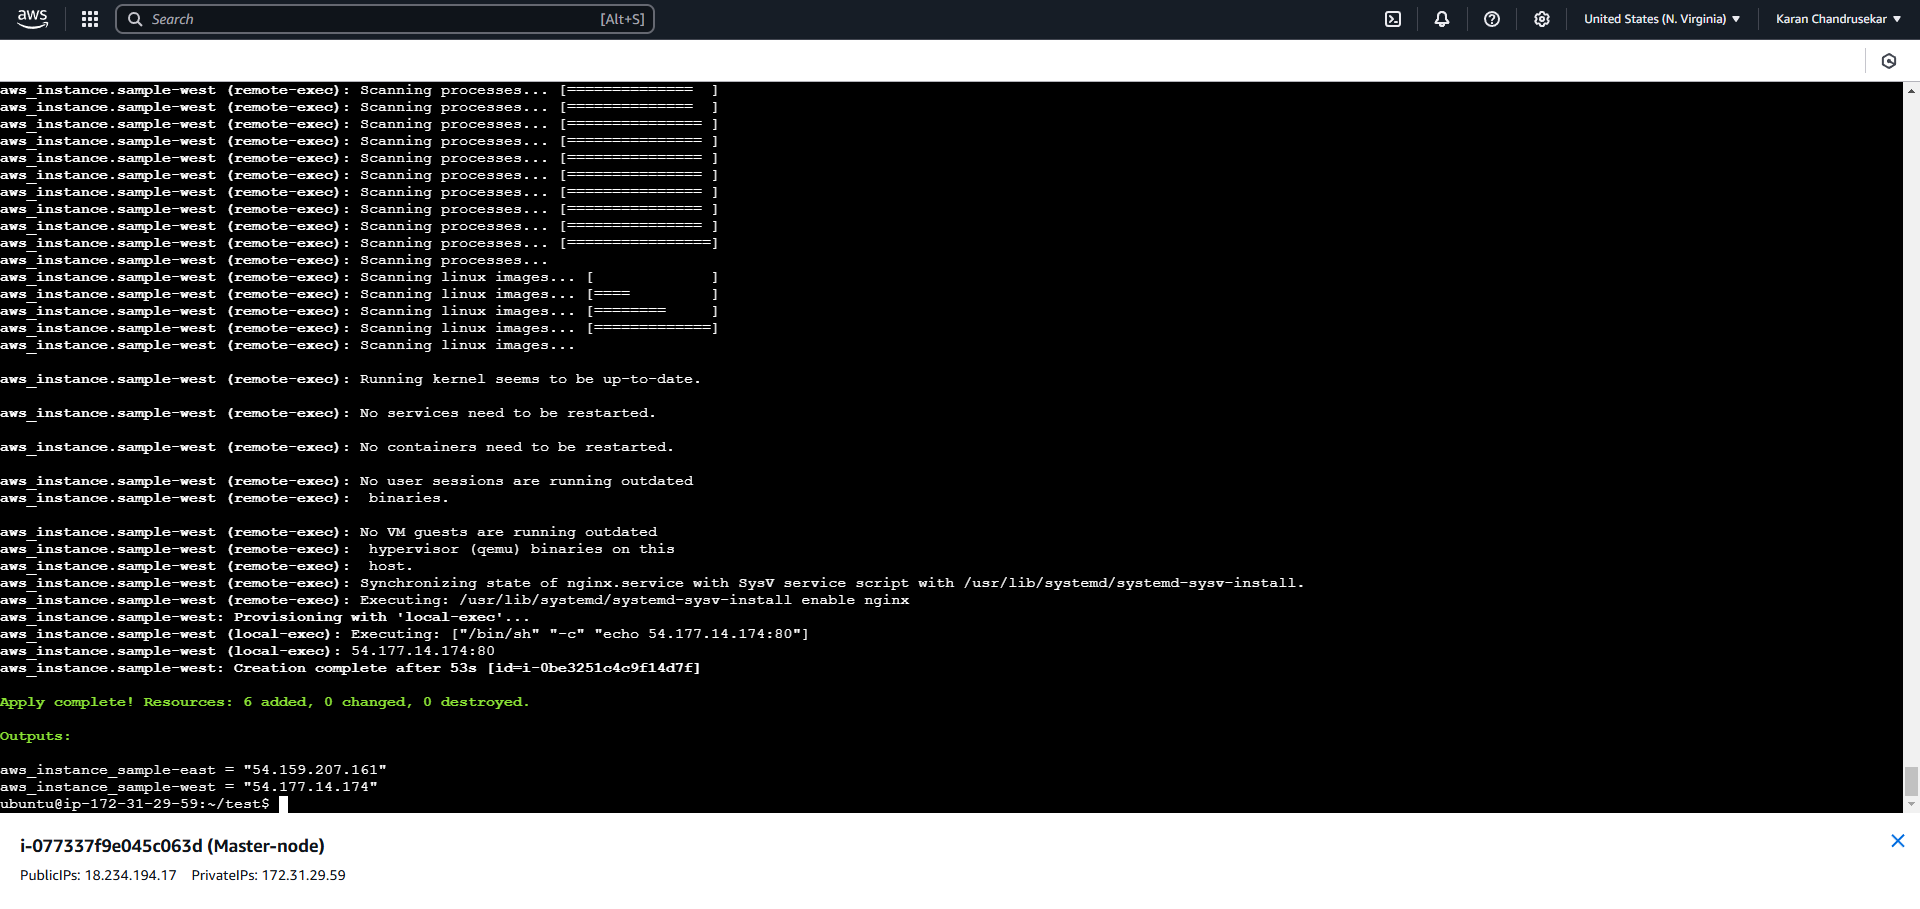 aws
Search [Alt+S]
United States (N. Virginia) ▼
Karan Chandrusekar ▼
aws_instance.sample-west (remote-exec): Scanning processes... [==============  ]
aws_instance.sample-west (remote-exec): Scanning processes... [==============  ]
aws_instance.sample-west (remote-exec): Scanning processes... [=============== ]
aws_instance.sample-west (remote-exec): Scanning processes... [=============== ]
aws_instance.sample-west (remote-exec): Scanning processes... [=============== ]
aws_instance.sample-west (remote-exec): Scanning processes... [=============== ]
aws_instance.sample-west (remote-exec): Scanning processes... [=============== ]
aws_instance.sample-west (remote-exec): Scanning processes... [=============== ]
aws_instance.sample-west (remote-exec): Scanning processes... [=============== ]
aws_instance.sample-west (remote-exec): Scanning processes... [================]
aws_instance.sample-west (remote-exec): Scanning processes...
aws_instance.sample-west (remote-exec): Scanning linux images... [             ]
aws_instance.sample-west (remote-exec): Scanning linux images... [====         ]
aws_instance.sample-west (remote-exec): Scanning linux images... [========     ]
aws_instance.sample-west (remote-exec): Scanning linux images... [=============]
aws_instance.sample-west (remote-exec): Scanning linux images...
aws_instance.sample-west (remote-exec): Running kernel seems to be up-to-date.
aws_instance.sample-west (remote-exec): No services need to be restarted.
aws_instance.sample-west (remote-exec): No containers need to be restarted.
aws_instance.sample-west (remote-exec): No user sessions are running outdated
aws_instance.sample-west (remote-exec):  binaries.
aws_instance.sample-west (remote-exec): No VM guests are running outdated
aws_instance.sample-west (remote-exec):  hypervisor (qemu) binaries on this
aws_instance.sample-west (remote-exec):  host.
aws_instance.sample-west (remote-exec): Synchronizing state of nginx.service with SysV service script with /usr/lib/systemd/systemd-sysv-install.
aws_instance.sample-west (remote-exec): Executing: /usr/lib/systemd/systemd-sysv-install enable nginx
aws_instance.sample-west: Provisioning with 'local-exec'...
aws_instance.sample-west (local-exec): Executing: ["/bin/sh" "-c" "echo 54.177.14.174:80"]
aws_instance.sample-west (local-exec): 54.177.14.174:80
aws_instance.sample-west: Creation complete after 53s [id=i-0be3251c4c9f14d7f]
Apply complete! Resources: 6 added, 0 changed, 0 destroyed.
Outputs:
aws_instance_sample-east = "54.159.207.161"
aws_instance_sample-west = "54.177.14.174"
ubuntu@ip-172-31-29-59:~/test$
i-077337f9e045c063d (Master-node)
PublicIPs: 18.234.194.17 PrivateIPs: 172.31.29.59